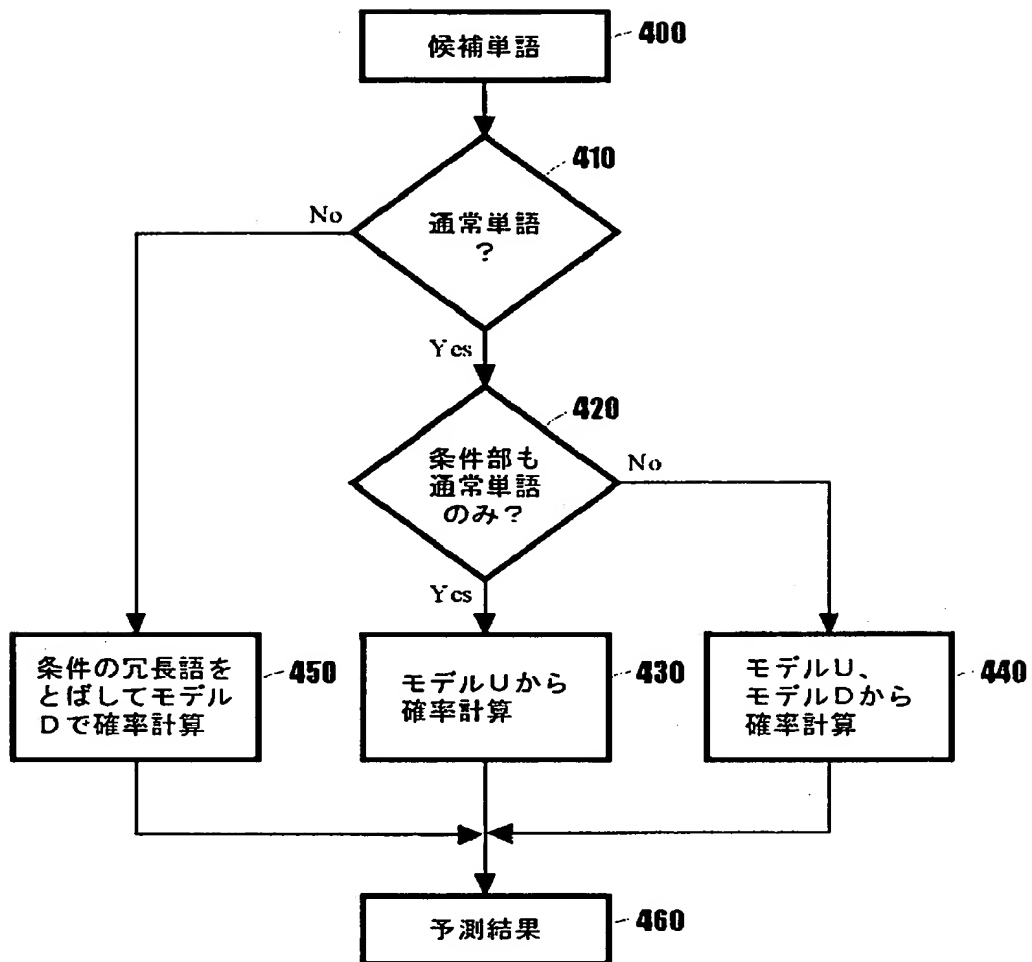 候補単語
400
410
通常単語
?
No
Yes
420
条件部も
通常単語
のみ?
No
Yes
条件の冗長語を
とばしてモデル
Dで確率計算
450
モデルUから
確率計算
430
モデルU、
モデルDから
確率計算
440
予測結果
460